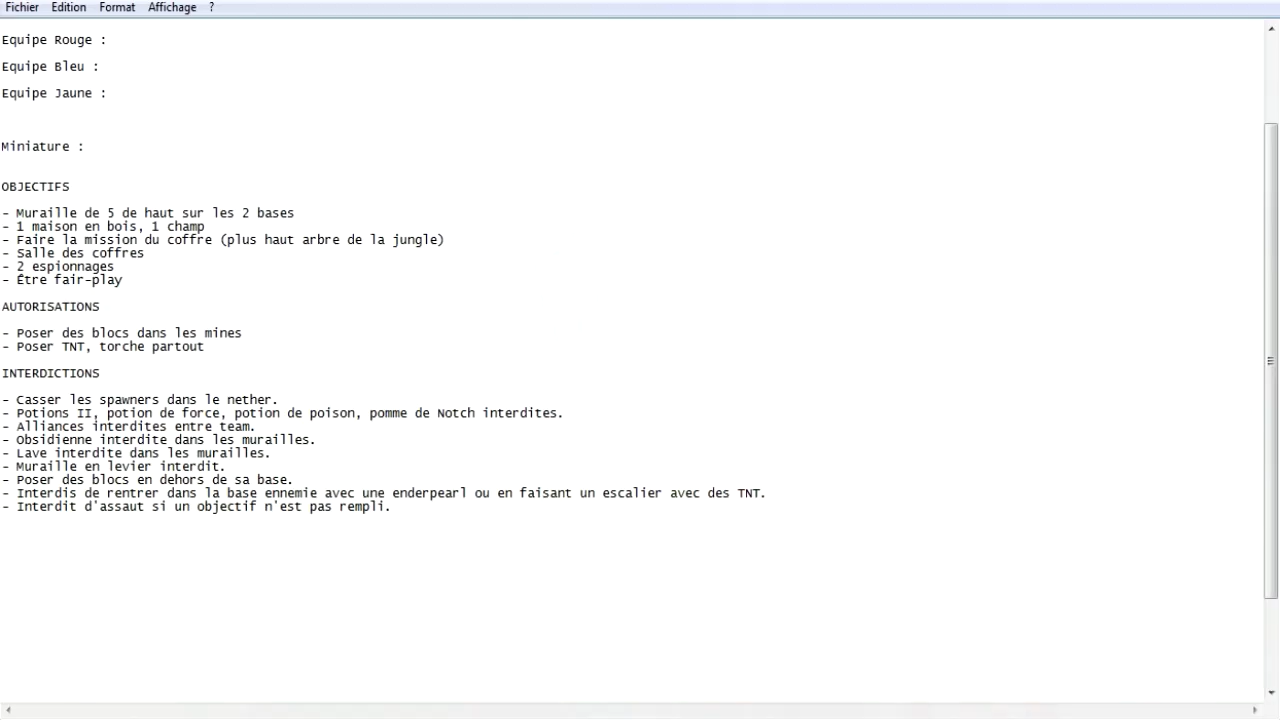 Fichier Edition Format Affichage ?
Equipe Rouge :
Equipe Bleu :
Equipe Jaune :
Miniature :
OBJECTIFS
- Muraille de 5 de haut sur les 2 bases
- 1 maison en bois, 1 champ
- Faire la mission du coffre (plus haut arbre de la jungle)
- Salle des coffres
- 2 espionnages
- Être fair-play
AUTORISATIONS
- Poser des blocs dans les mines
- Poser TNT, torche partout
INTERDICTIONS
- Casser les spawners dans le nether.
- Potions II, potion de force, potion de poison, pomme de Notch interdites.
- Alliances interdites entre team.
- Obsidienne interdite dans les murailles.
- Lave interdite dans les murailles.
- Muraille en levier interdit.
- Poser des blocs en dehors de sa base.
- Interdis de rentrer dans la base ennemie avec une enderpearl ou en faisant un escalier avec des TNT.
- Interdit d'assaut si un objectif n'est pas rempli.